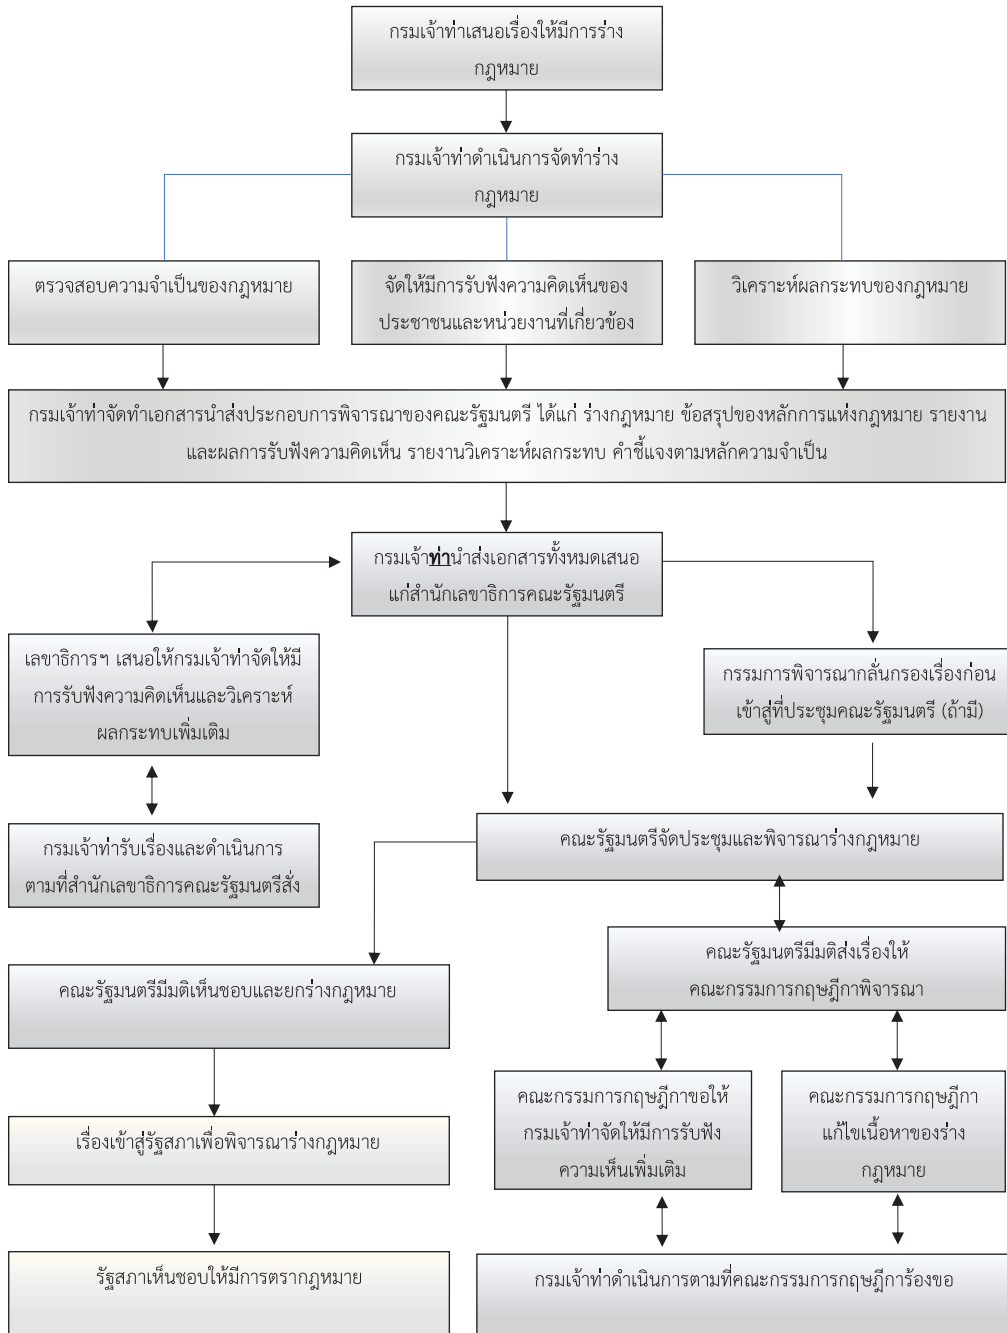 กรมเจ้าท่าเสนอเรื่องให้มีการร่าง
กฎหมาย
กรมเจ้าท่าดำเนินการจัดทำร่าง
กฎหมาย
ตรวจสอบความจำเป็นของกฎหมาย
จัดให้มีการรับฟังความคิดเห็นของ
ประชาชนและหน่วยงานที่เกี่ยวข้อง
วิเคราะห์ผลกระทบของกฎหมาย
กรมเจ้าท่าจัดทำเอกสารนำส่งประกอบการพิจารณาของคณะรัฐมนตรี ได้แก่ ร่างกฎหมาย ข้อสรุปของหลักการแห่งกฎหมาย รายงาน
และผลการรับฟังความคิดเห็น รายงานวิเคราะห์ผลกระทบ คำชี้แจงตามหลักความจำเป็น
กรมเจ้าท่านำส่งเอกสารทั้งหมดเสนอ
แก่สำนักเลขาธิการคณะรัฐมนตรี
เลขาธิการฯ เสนอให้กรมเจ้าท่าจัดให้มี
การรับฟังความคิดเห็นและวิเคราะห์
ผลกระทบเพิ่มเติม
กรรมการพิจารณากลั่นกรองเรื่องก่อน
เข้าสู่ที่ประชุมคณะรัฐมนตรี (ถ้ามี)
กรมเจ้าท่ารับเรื่องและดำเนินการ
ตามที่สำนักเลขาธิการคณะรัฐมนตรีสั่ง
คณะรัฐมนตรีจัดประชุมและพิจารณาร่างกฎหมาย
คณะรัฐมนตรีมีมติเห็นชอบและยกร่างกฎหมาย
คณะรัฐมนตรีมีมติส่งเรื่องให้
คณะกรรมการกฤษฎีกาพิจารณา
คณะกรรมการกฤษฎีกาขอให้
กรมเจ้าท่าจัดให้มีการรับฟัง
ความเห็นเพิ่มเติม
คณะกรรมการกฤษฎีกา
แก้ไขเนื้อหาของร่าง
กฎหมาย
เรื่องเข้าสู่รัฐสภาเพื่อพิจารณาร่างกฎหมาย
รัฐสภาเห็นชอบให้มีการตรากฎหมาย
กรมเจ้าท่าดำเนินการตามที่คณะกรรมการกฤษฎีการ้องขอ